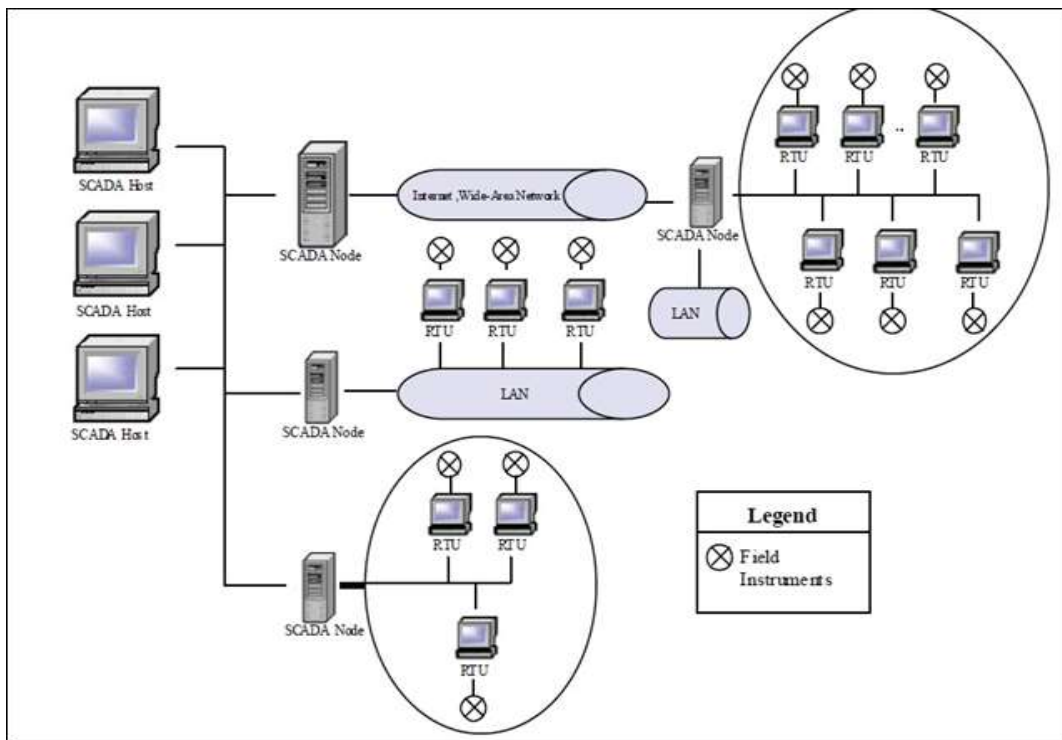 RTU
RTU
..
RTU
SCADA Host
Internet ,Wide-Area Network
SCADA Node
SCADA Node
RTU
RTU
RTU
SCADA Host
RTU
RTU
RTU
LAN
LAN
SCADA Host
SCADA Node
Legend
Field
Instruments
RTU
RTU
SCADA Node
RTU